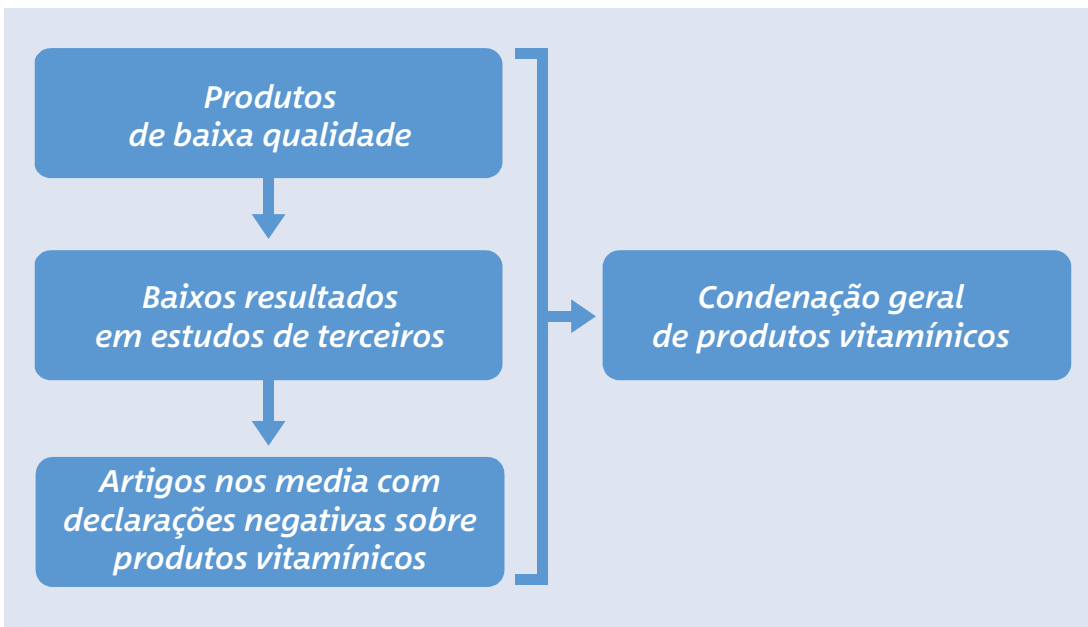 Produtos
de baixa qualidade
Baixos resultados
em estudos de terceiros
Artigos nos media com
declarações negativas sobre
produtos vitamínicos
Condenação geral
de produtos vitamínicos